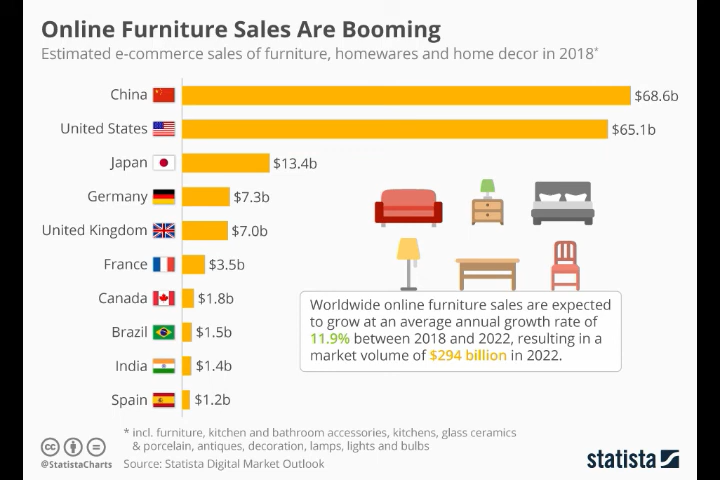 Online Furniture Sales Are Booming
Estimated e-commerce sales of furniture, homewares and home decor in 2018*
China $68.6b
United States $65.1b
Japan $13.4b
Germany $7.3b
United Kingdom $7.0b
France $3.5b
Canada $1.8b
Brazil $1.5b
India $1.4b
Spain $1.2b
Worldwide online furniture sales are expected
to grow at an average annual growth rate of
11.9% between 2018 and 2022, resulting in a
market volume of $294 billion in 2022.
* incl. furniture, kitchen and bathroom accessories, kitchens, glass ceramics
& porcelain, antiques, decoration, lamps, lights and bulbs
@StatistaCharts Source: Statista Digital Market Outlook
statista